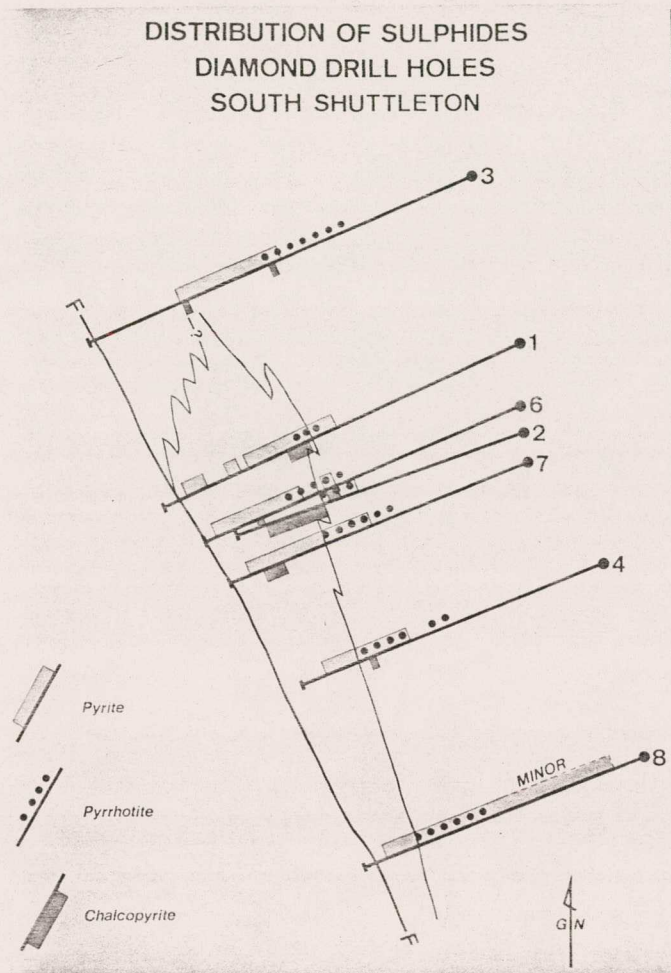 DISTRIBUTION OF SULPHIDES
DIAMOND DRILL HOLES
SOUTH SHUTTLETON
3
F
?
1
6
2
7
4
Pyrite
MINOR
8
Pyrrhotite
Chalcopyrite
GN
F